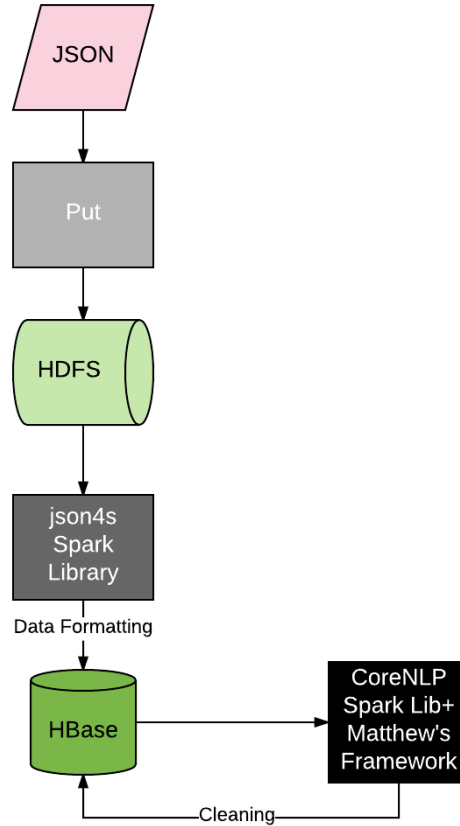 JSON
Put
HDFS
json4s
Spark
Library
Data Formatting
HBase
CoreNLP
Spark Lib+
Matthew's
Framework
Cleaning